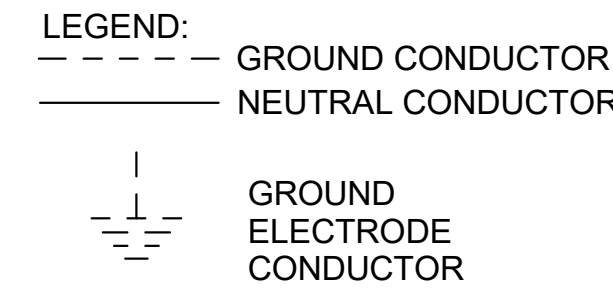 LEGEND:
GROUND CONDUCTOR
NEUTRAL CONDUCTOR
GROUND
ELECTRODE
CONDUCTOR